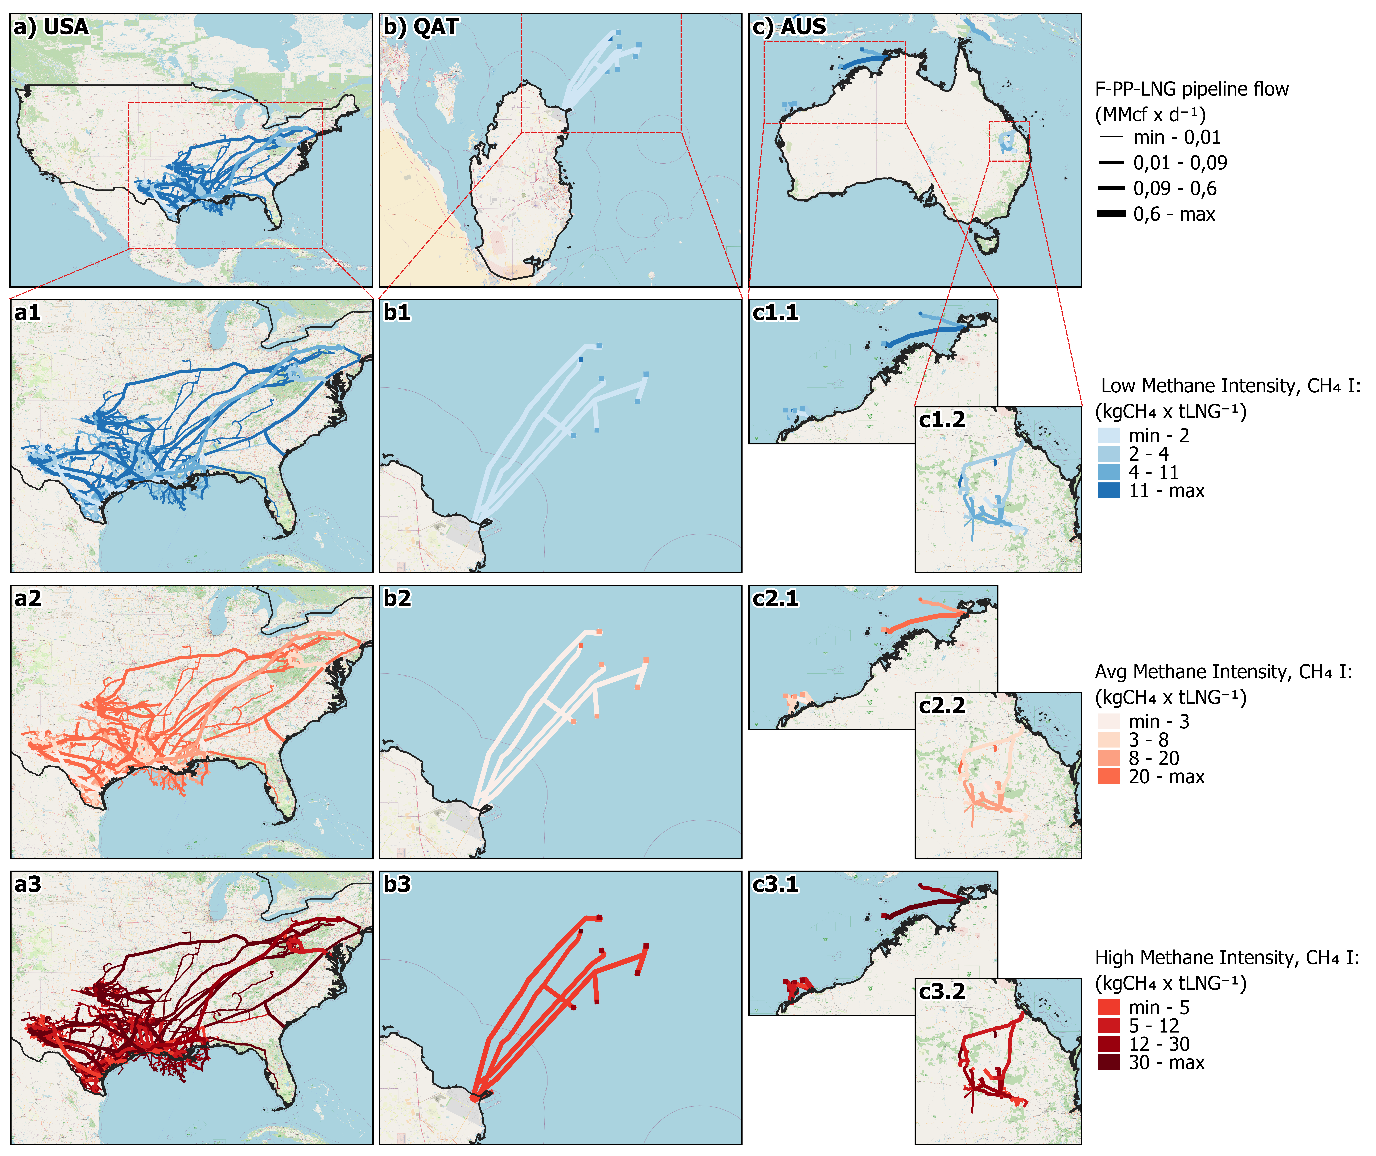 a) USA
b) QAT
c) AUS
F-PP-LNG pipeline flow
(MMcf x d⁻¹)
min - 0,01
0,01 - 0,09
0,09 - 0,6
0,6 - max
a1
b1
c1.1
c1.2
Low Methane Intensity, CH₄ I:
(kgCH₄ x tLNG⁻¹)
min - 2
2 - 4
4 - 11
11 - max
a2
b2
c2.1
c2.2
Avg Methane Intensity, CH₄ I:
(kgCH₄ x tLNG⁻¹)
min - 3
3 - 8
8 - 20
20 - max
a3
b3
c3.1
c3.2
High Methane Intensity, CH₄ I:
(kgCH₄ x tLNG⁻¹)
min - 5
5 - 12
12 - 30
30 - max